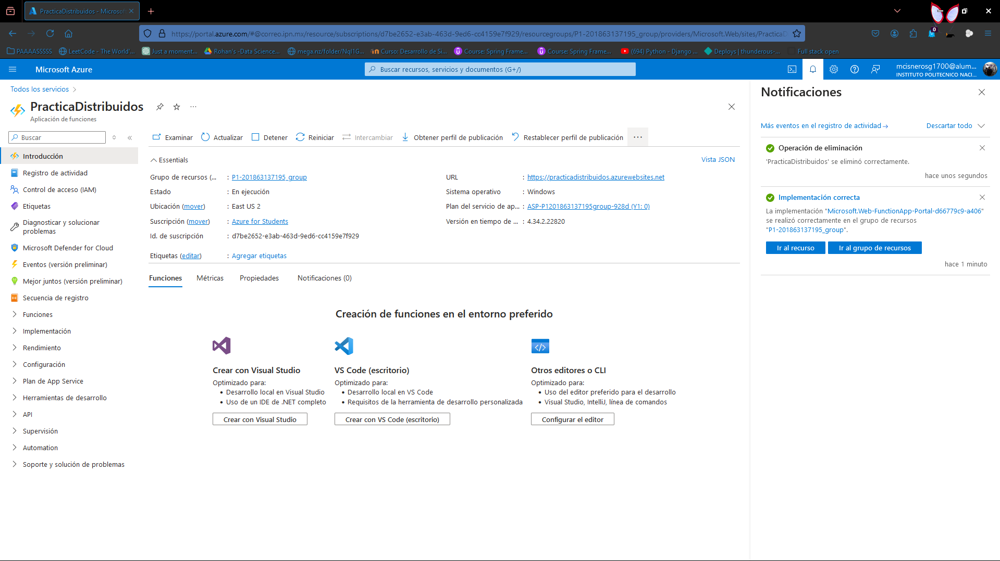 PracticaDistribuidos - Microsoft
https://portal.azure.com/#@correo.ipn.mx/resource/subscriptions/d7be2652-e3ab-463d-9ed6-cc4159e7f929/resourcegroups/P1-201863137195_group/providers/Microsoft.Web/sites/PracticaD
0
PAAAASSSSS
LeetCode - The World'...
Just a moment...
Rohan's -Data Science...
mega.nz/folder/Nql1G...
Curso: Desarrollo de Si...
Course: Spring Frame...
Course: Spring Frame...
(694) Python - Django ...
Deploys | thunderous-...
Full stack open
Microsoft Azure
Buscar recursos, servicios y documentos (G+/)
mcisnerosg1700@alum...
INSTITUTO POLITECNICO NACI...
Todos los servicios
PracticaDistribuidos
Aplicación de funciones
Buscar
Introducción
Registro de actividad
Control de acceso (IAM)
Etiquetas
Diagnosticar y solucionar
problemas
Microsoft Defender for Cloud
Eventos (versión preliminar)
Mejor juntos (versión preliminar)
Secuencia de registro
Funciones
Implementación
Rendimiento
Configuración
Plan de App Service
Herramientas de desarrollo
API
Supervisión
Automation
Soporte y solución de problemas
Examinar
Actualizar
Detener
Reiniciar
Intercambiar
Obtener perfil de publicación
Restablecer perfil de publicación
...
Essentials
Vista JSON
Grupo de recursos (... : P1-201863137195_group
Estado : En ejecución
Ubicación (mover) : East US 2
Suscripción (mover) : Azure for Students
Id. de suscripción : d7be2652-e3ab-463d-9ed6-cc4159e7f929
Etiquetas (editar) : Agregar etiquetas
URL : https://practicadistribuidos.azurewebsites.net
Sistema operativo : Windows
Plan del servicio de ap... : ASP-P1201863137195group-928d (Y1: 0)
Versión en tiempo de ... : 4.34.2.22820
Funciones
Métricas
Propiedades
Notificaciones (0)
Creación de funciones en el entorno preferido
Crear con Visual Studio
Optimizado para:
• Desarrollo local en Visual Studio
• Uso de un IDE de .NET completo
Crear con Visual Studio
VS Code (escritorio)
Optimizado para:
• Desarrollo local en VS Code
• Requisitos de la herramienta de desarrollo personalizada
Crear con VS Code (escritorio)
Otros editores o CLI
Optimizado para:
• Uso del editor preferido para el desarrollo
• Visual Studio, IntelliJ, línea de comandos
Configurar el editor
Notificaciones
Más eventos en el registro de actividad →
Descartar todo
Operación de eliminación
'PracticaDistribuidos' se eliminó correctamente.
hace unos segundos
Implementación correcta
La implementación "Microsoft.Web-FunctionApp-Portal-d66779c9-a406"
se realizó correctamente en el grupo de recursos
"P1-201863137195_group".
Ir al recurso
Ir al grupo de recursos
hace 1 minuto